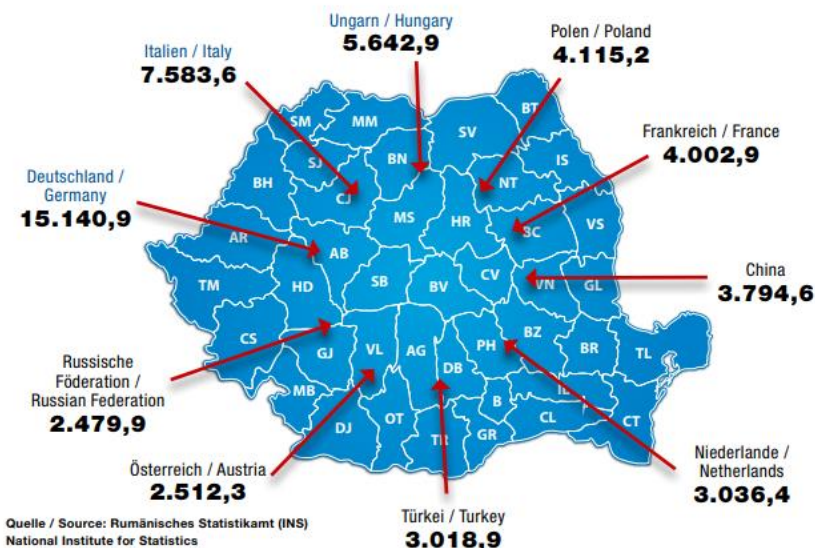 Ungarn / Hungary
5.642,9
Polen / Poland
4.115,2
Italien / Italy
7.583,6
Frankreich / France
4.002,9
Deutschland /
Germany
15.140,9
China
3.794,6
Russische
Föderation /
Russian Federation
2.479,9
Österreich / Austria
2.512,3
Türkei / Turkey
3.018,9
Niederlande /
Netherlands
3.036,4
SM
MM
BT
SV
SJ
BN
IS
NT
BH
CJ
MS
HR
BC
VS
AR
AB
TM
HD
SB
BV
CV
VN
GL
CS
GJ
VL
AG
PH
BZ
BR
TL
DB
MB
IL
B
DJ
OT
TR
GR
CL
CT
Quelle / Source: Rumänisches Statistikamt (INS)
National Institute for Statistics